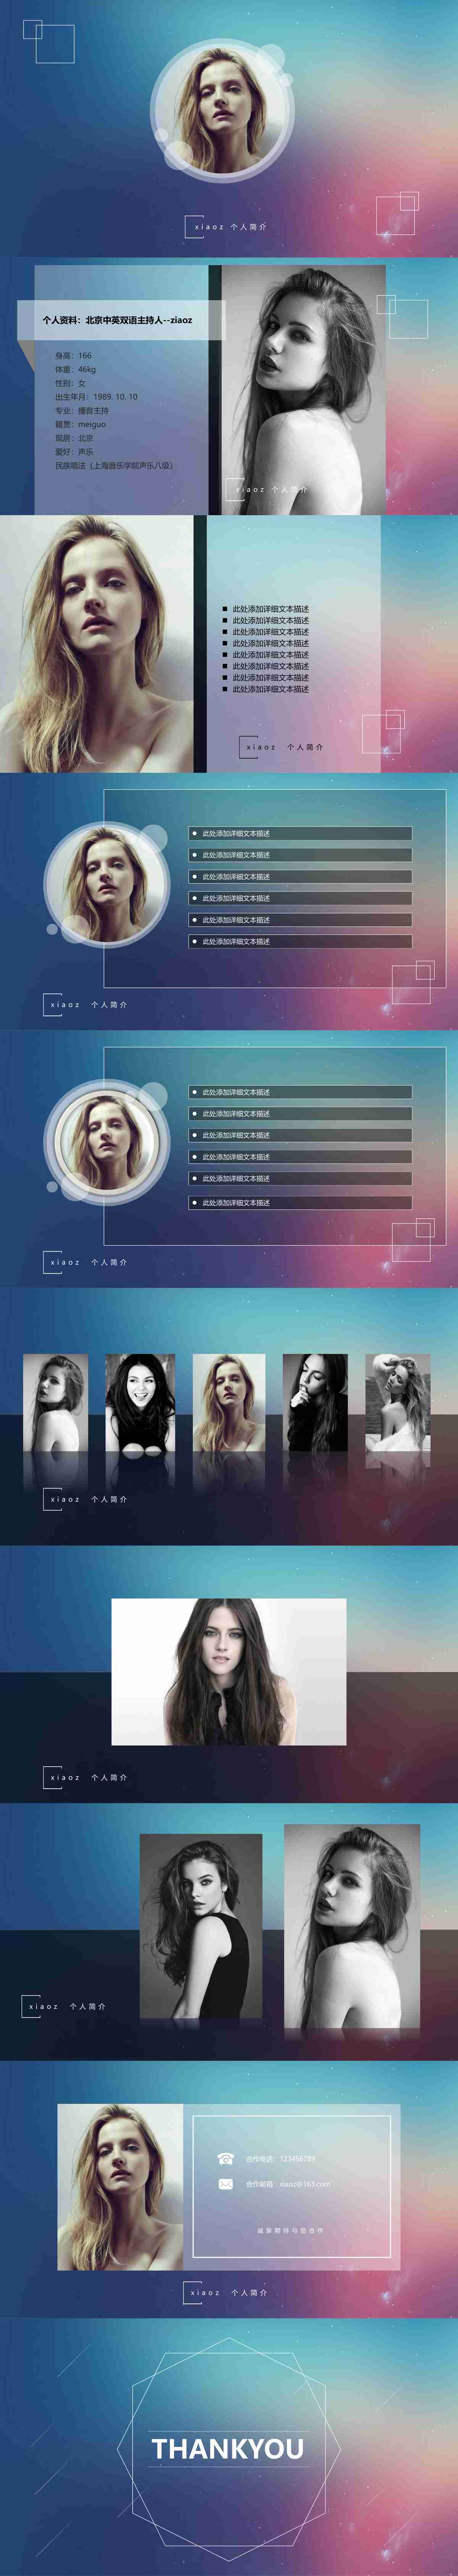 xiaoz 个人简介
个人资料：北京中英双语主持人--ziaoz
身高：166
体重：46kg
性别：女
出生年月：1989. 10. 10
专业：播音主持
籍贯：meiguo
现居：北京
爱好：声乐
民族唱法（上海音乐学院声乐八级）
xiaoz 个人简介
■ 此处添加详细文本描述
■ 此处添加详细文本描述
■ 此处添加详细文本描述
■ 此处添加详细文本描述
■ 此处添加详细文本描述
■ 此处添加详细文本描述
■ 此处添加详细文本描述
■ 此处添加详细文本描述
xiaoz 个人简介
● 此处添加详细文本描述
● 此处添加详细文本描述
● 此处添加详细文本描述
● 此处添加详细文本描述
● 此处添加详细文本描述
● 此处添加详细文本描述
xiaoz 个人简介
● 此处添加详细文本描述
● 此处添加详细文本描述
● 此处添加详细文本描述
● 此处添加详细文本描述
● 此处添加详细文本描述
● 此处添加详细文本描述
xiaoz 个人简介
xiaoz 个人简介
xiaoz 个人简介
xiaoz 个人简介
合作电话：123456789
合作邮箱：xiaoz@163.com
诚挚期待与您合作
xiaoz 个人简介
THANKYOU